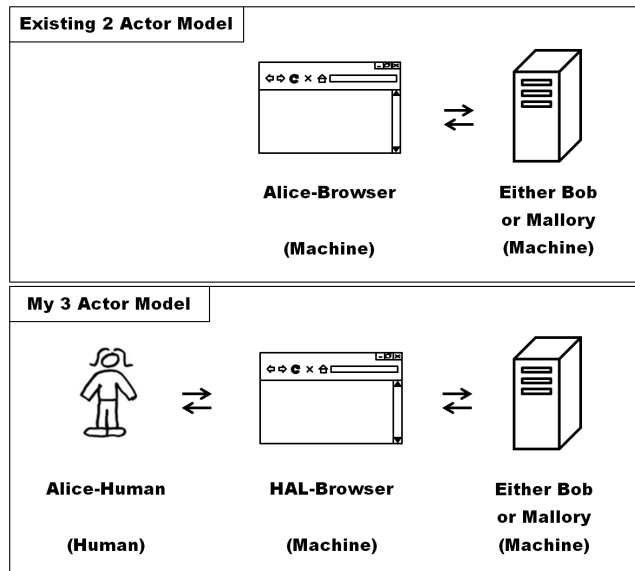 Existing 2 Actor Model
Alice-Browser
(Machine)
Either Bob
or Mallory
(Machine)
My 3 Actor Model
Alice-Human
(Human)
HAL-Browser
(Machine)
Either Bob
or Mallory
(Machine)